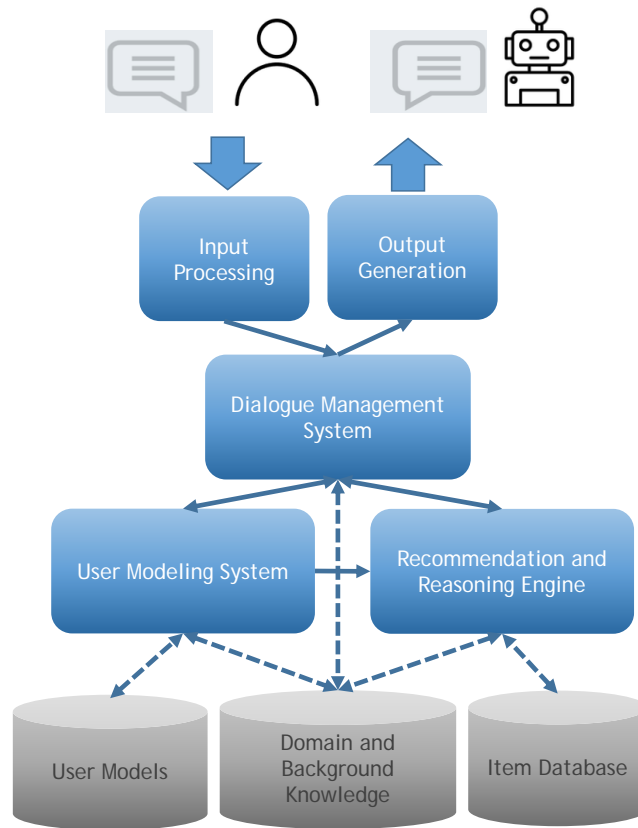 Input
Processing
Output
Generation
Dialogue Management
System
User Modeling System
Recommendation and
Reasoning Engine
User Models
Domain and
Background
Knowledge
Item Database